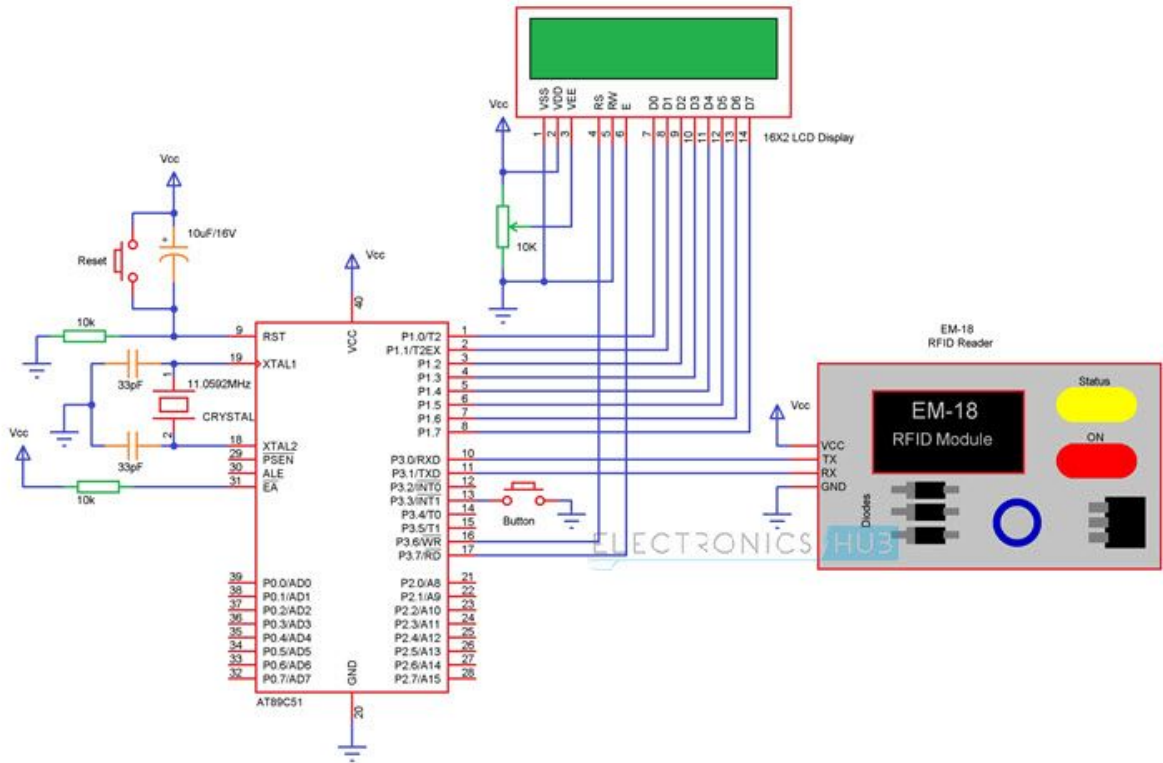 VSS
VDD
VEE
RS
RW
E
D0
D1
D2
D3
D4
D5
D6
D7
1
2
3
4
5
6
7
8
9
10
11
12
13
14
16X2 LCD Display
Vcc
10K
Vcc
10uF/16V
Reset
10k
33pF
11.0592MHz
1
CRYSTAL
2
33pF
Vcc
10k
Vcc
40
VCC
9 RST
19 XTAL1
18 XTAL2
29 PSEN
30 ALE
31 EA
39 P0.0/AD0
38 P0.1/AD1
37 P0.2/AD2
36 P0.3/AD3
35 P0.4/AD4
34 P0.5/AD5
33 P0.6/AD6
32 P0.7/AD7
P1.0/T2 1
P1.1/T2EX 2
P1.2 3
P1.3 4
P1.4 5
P1.5 6
P1.6 7
P1.7 8
P3.0/RXD 10
P3.1/TXD 11
P3.2/INT0 12
P3.3/INT1 13
P3.4/T0 14
P3.5/T1 15
P3.6/WR 16
P3.7/RD 17
P2.0/A8 21
P2.1/A9 22
P2.2/A10 23
P2.3/A11 24
P2.4/A12 25
P2.5/A13 26
P2.6/A14 27
P2.7/A15 28
GND
20
AT89C51
Button
ELECTRONICS HUB
EM-18
RFID Reader
Vcc
VCC
TX
RX
GND
EM-18
RFID Module
Status
ON
Diodes